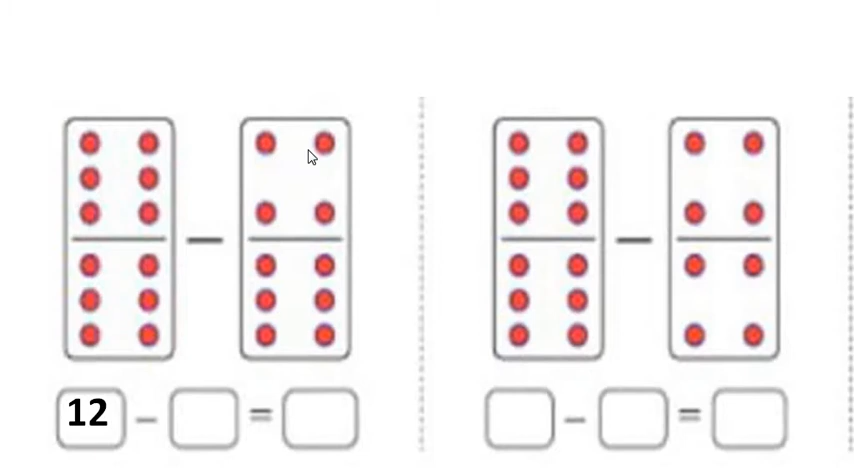 12 - =
- =